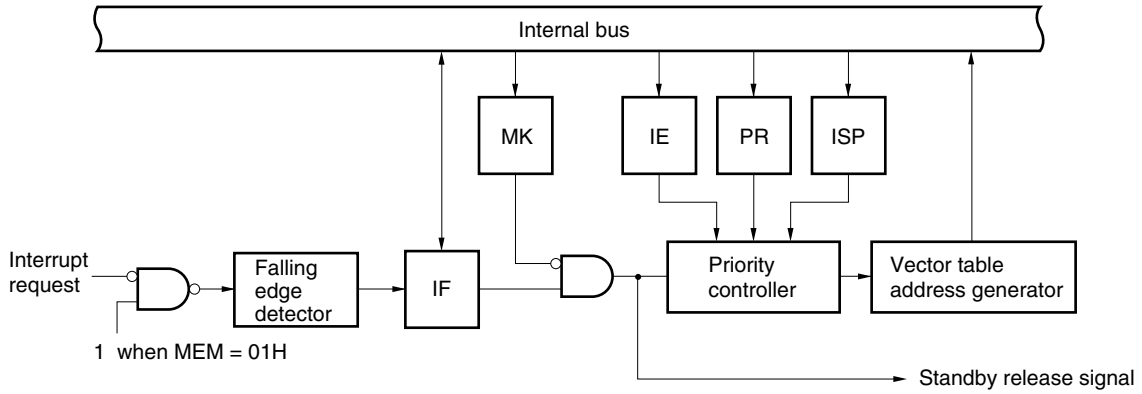 Internal bus
MK
IE
PR
ISP
Interrupt
request
Falling
edge
detector
IF
Priority
controller
Vector table
address generator
1 when MEM = 01H
Standby release signal